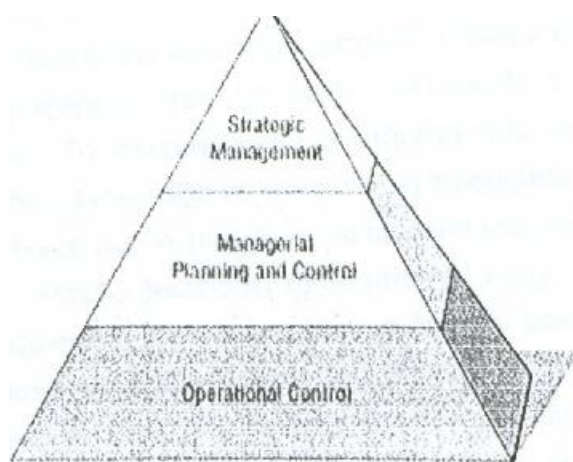 Strategic
Management
Managerial
Planning and Control
Operational Control